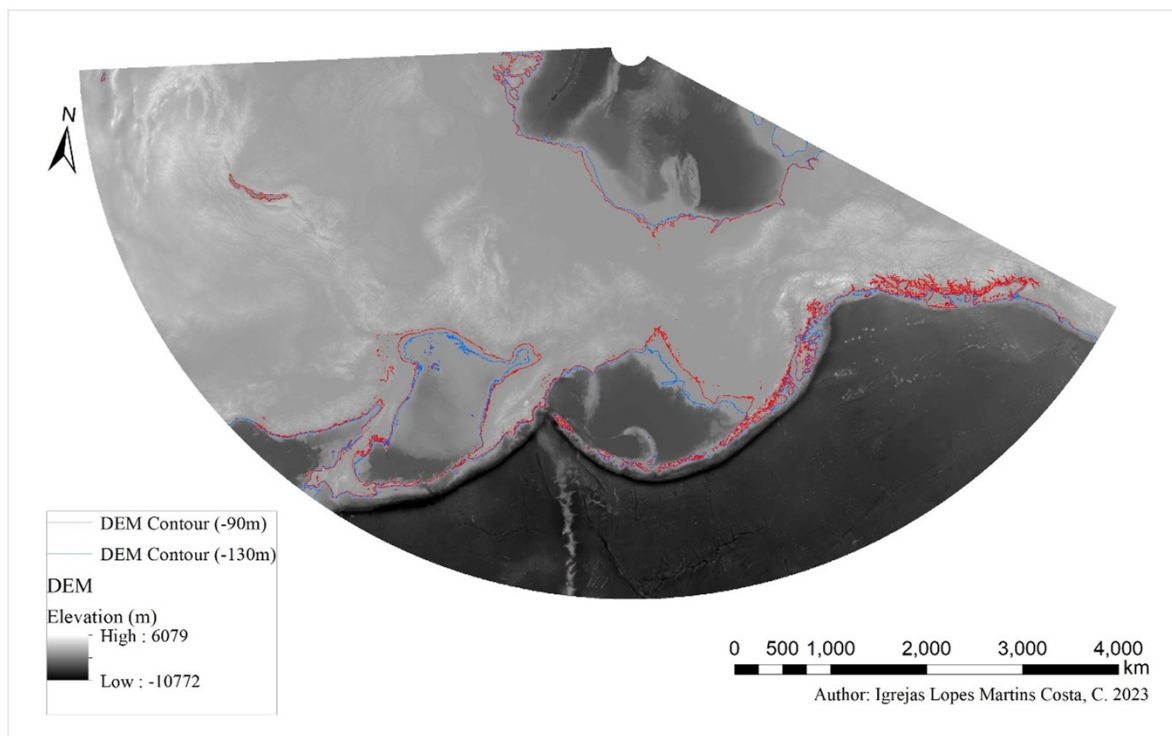 N
DEM Contour (-90m)
DEM Contour (-130m)
DEM
Elevation (m)
High : 6079
Low : -10772
0 500 1,000 2,000 3,000 4,000
km
Author: Igrejas Lopes Martins Costa, C. 2023